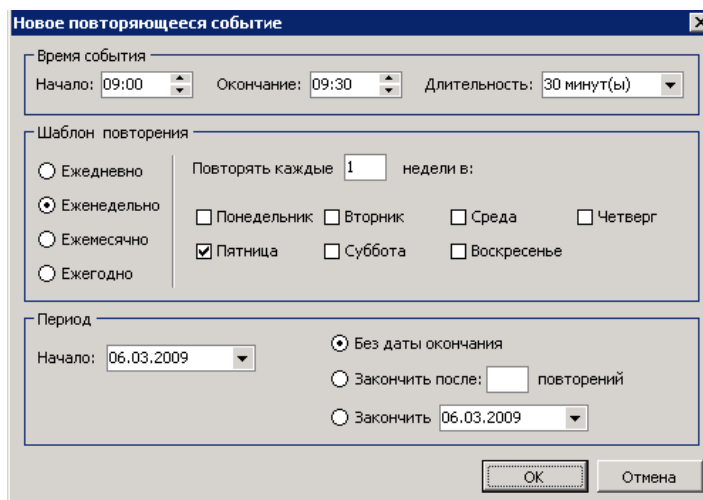 Новое повторяющееся событие
Время события
Начало: 09:00 Окончание: 09:30 Длительность: 30 минут(ы)
Шаблон повторения
Ежедневно
Еженедельно
Ежемесячно
Ежегодно
Повторять каждые 1 недели в:
Понедельник Вторник Среда Четверг
Пятница Суббота Воскресенье
Период
Начало: 06.03.2009
Без даты окончания
Закончить после: повторений
Закончить 06.03.2009
OK Отмена